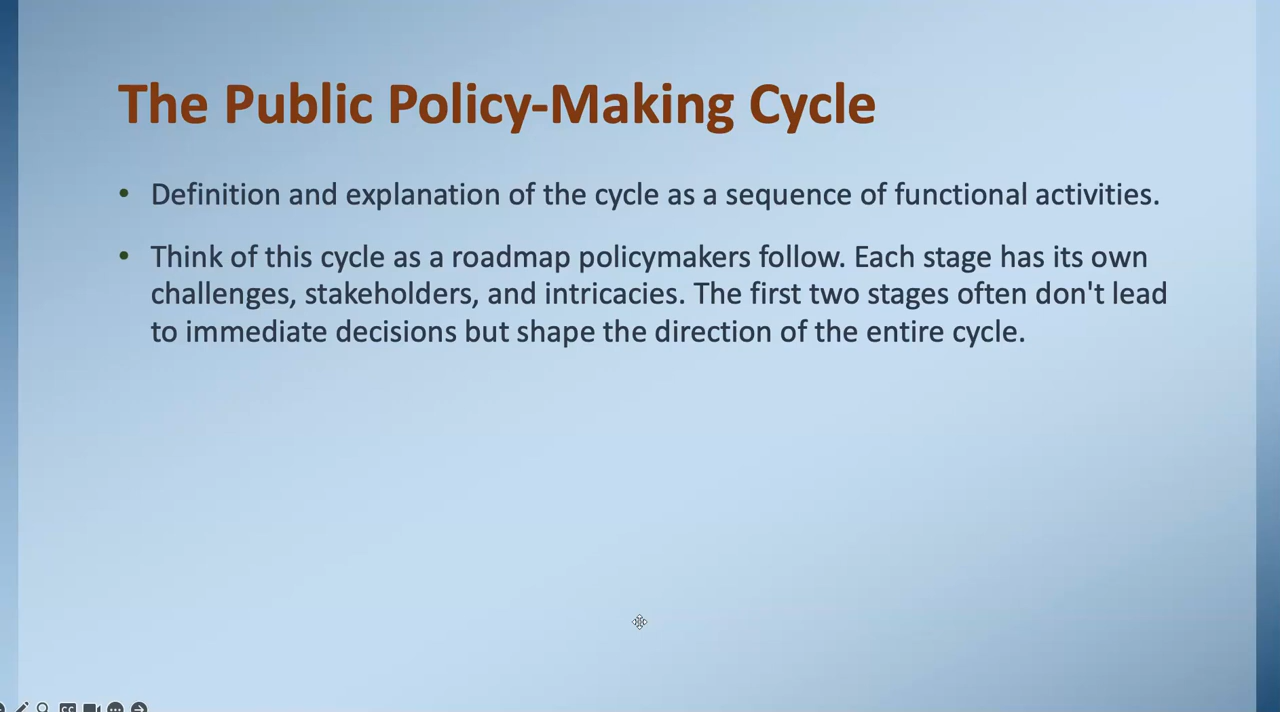 The Public Policy-Making Cycle
• Definition and explanation of the cycle as a sequence of functional activities.
• Think of this cycle as a roadmap policymakers follow. Each stage has its own
challenges, stakeholders, and intricacies. The first two stages often don't lead
to immediate decisions but shape the direction of the entire cycle.
CC